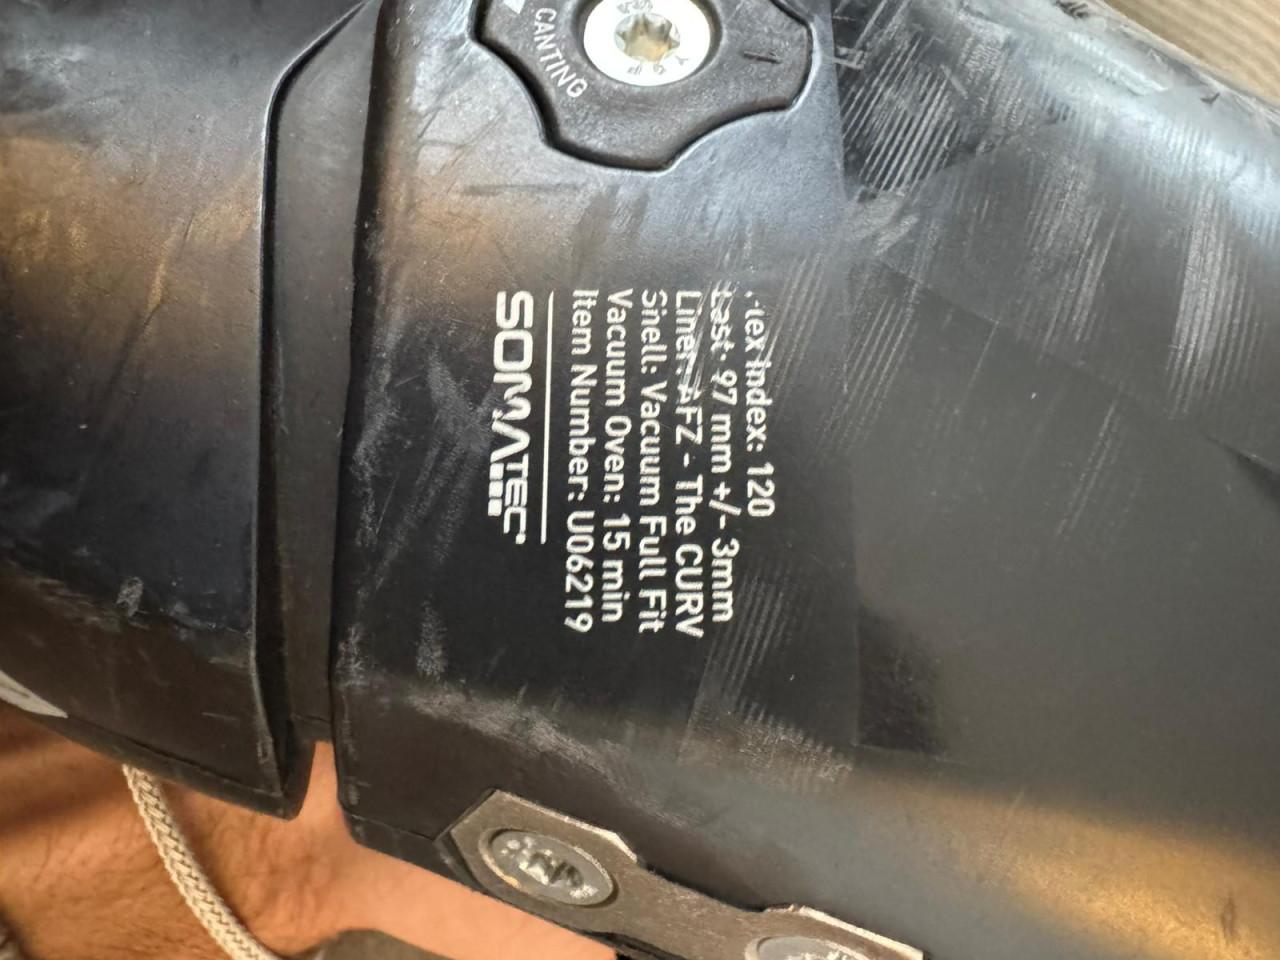 CANTING
Flex index: 120
Last: 97 mm +/- 3mm
Liner: AFZ - The CURV
Shell: Vacuum Full Fit
Vacuum Oven: 15 min
Item Number: U06219
SOMATEC